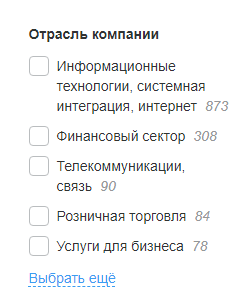 Отрасль компании
Информационные
технологии, системная
интеграция, интернет 873
Финансовый сектор 308
Телекоммуникации,
связь 90
Розничная торговля 84
Услуги для бизнеса 78
Выбрать ещё